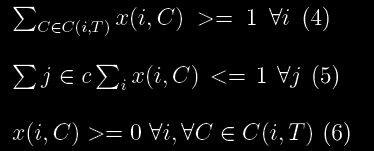 ∑_{C∈C(i,T)} x(i, C) >= 1 ∀i (4)
∑ j ∈ c ∑_i x(i, C) <= 1 ∀j (5)
x(i, C) >= 0 ∀i, ∀C ∈ C(i, T) (6)